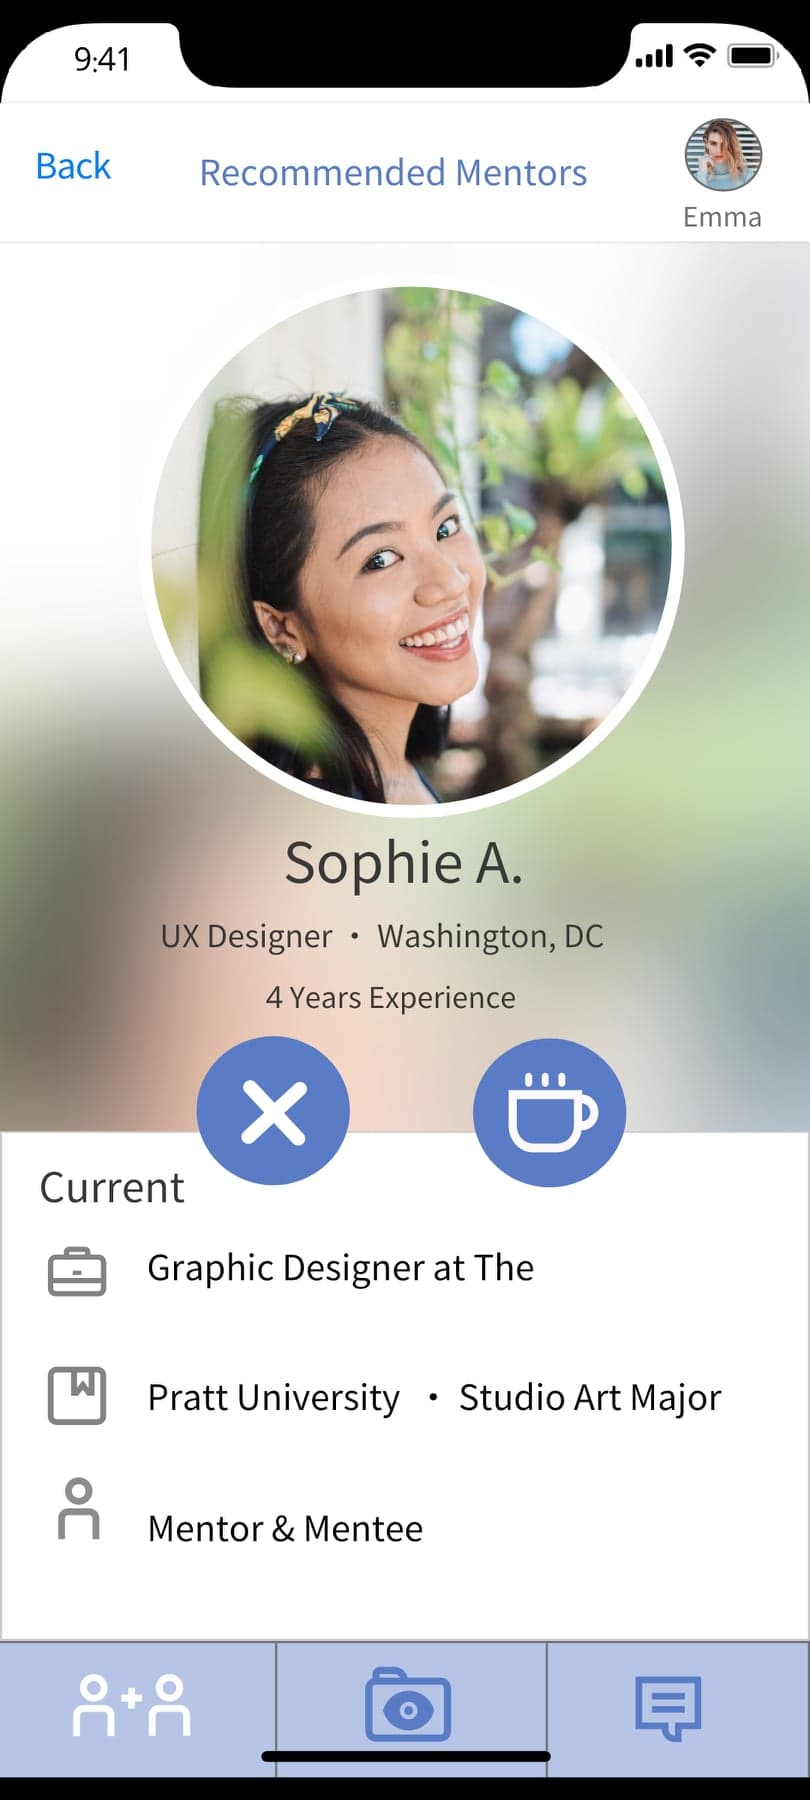 9:41
Back
Recommended Mentors
Emma
Sophie A.
UX Designer • Washington, DC
4 Years Experience
Current
Graphic Designer at The
Pratt University • Studio Art Major
Mentor & Mentee